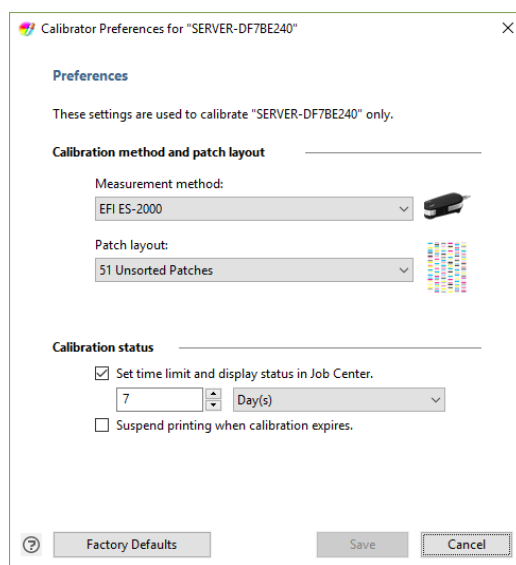 Calibrator Preferences for "SERVER-DF7BE240"
Preferences
These settings are used to calibrate "SERVER-DF7BE240" only.
Calibration method and patch layout
Measurement method:
EFI ES-2000
Patch layout:
51 Unsorted Patches
Calibration status
Set time limit and display status in Job Center.
7 Day(s)
Suspend printing when calibration expires.
? Factory Defaults Save Cancel